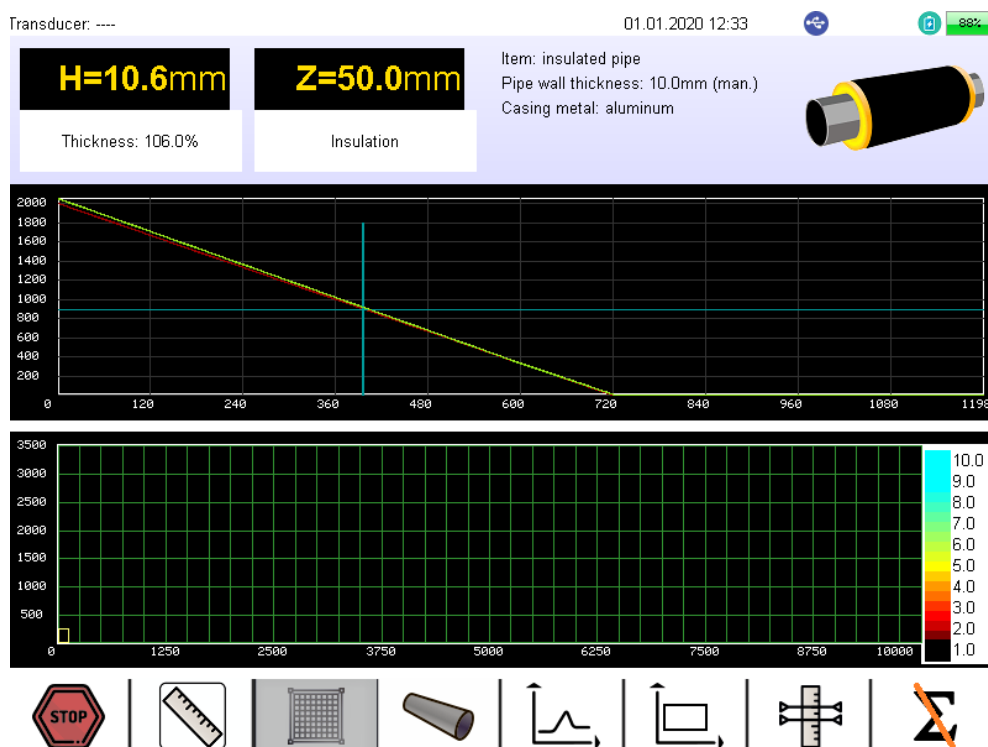 Transducer: ----
01.01.2020 12:33
88%
H=10.6mm
Thickness: 106.0%
Z=50.0mm
Insulation
Item: insulated pipe
Pipe wall thickness: 10.0mm (man.)
Casing metal: aluminum
2000
1800
1600
1400
1200
1000
800
600
400
200
0 120 240 360 480 600 720 840 960 1080 1198
3500
3000
2500
2000
1500
1000
500
0 1250 2500 3750 5000 6250 7500 8750 10000
10.0
9.0
8.0
7.0
6.0
5.0
4.0
3.0
2.0
1.0
STOP
Σ